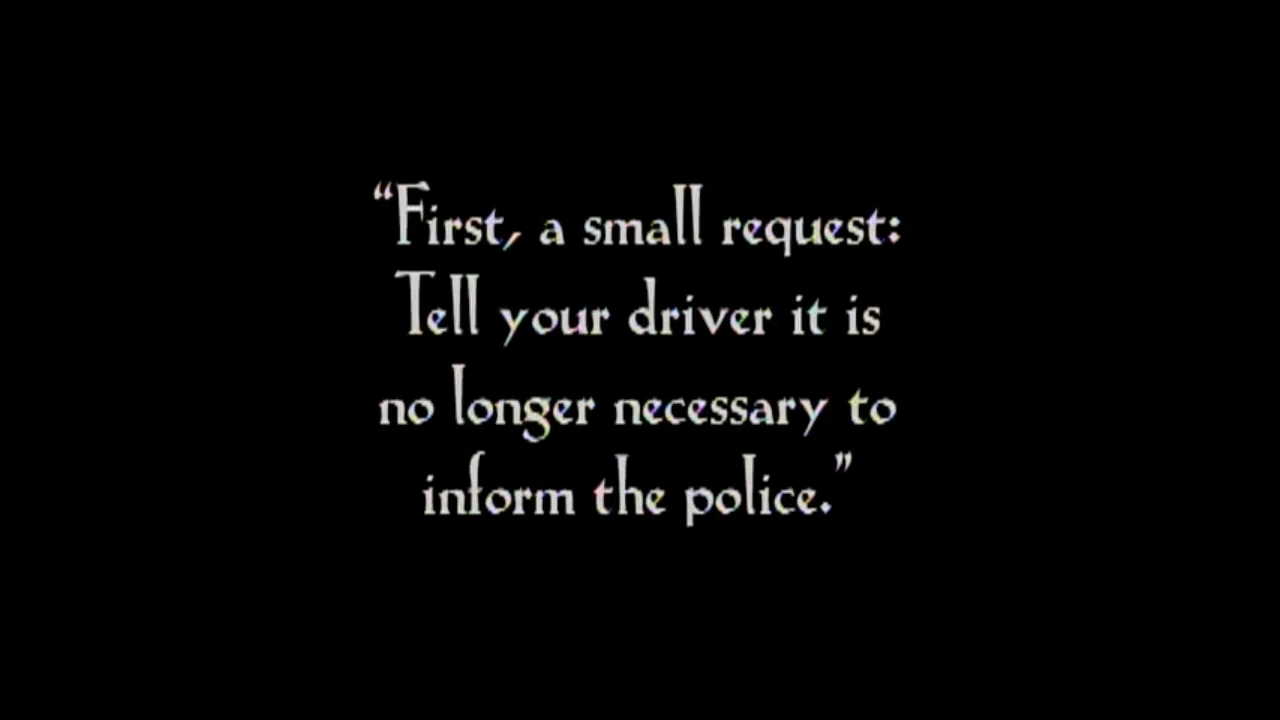 “First, a small request:
Tell your driver it is
no longer necessary to
inform the police.”